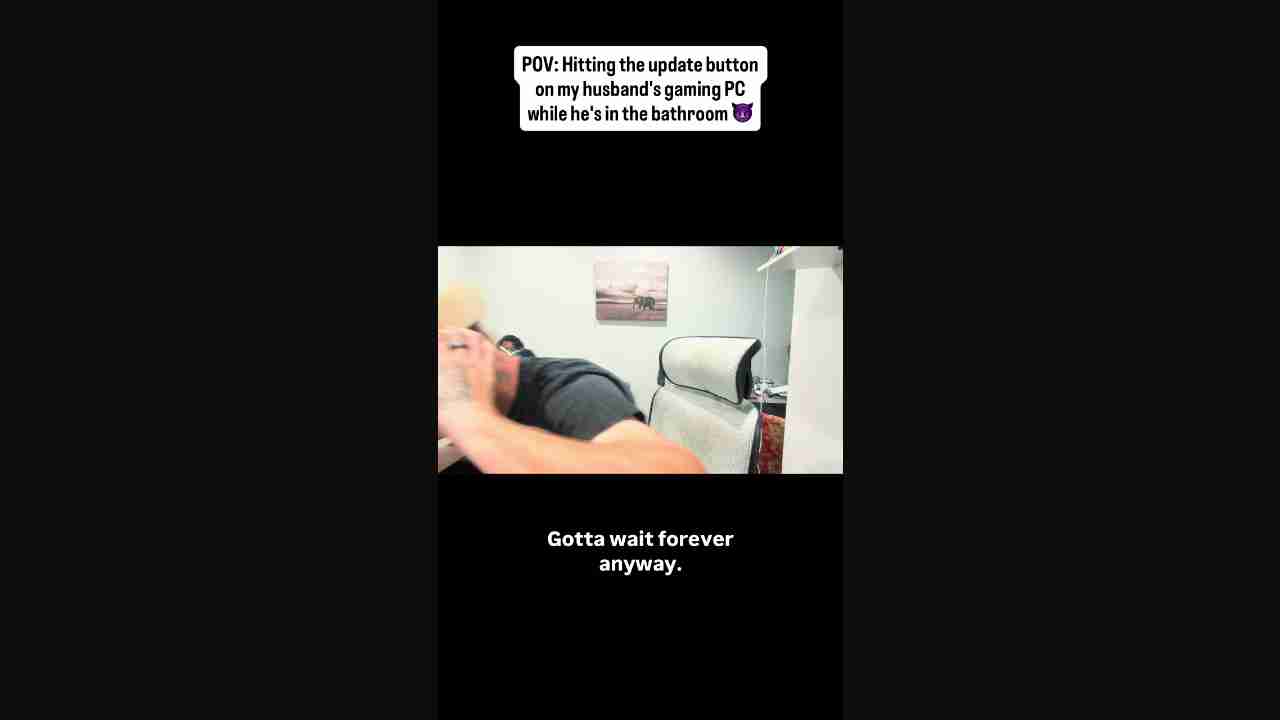 POV: Hitting the update button
on my husband's gaming PC
while he's in the bathroom 😈
Gotta wait forever
anyway.